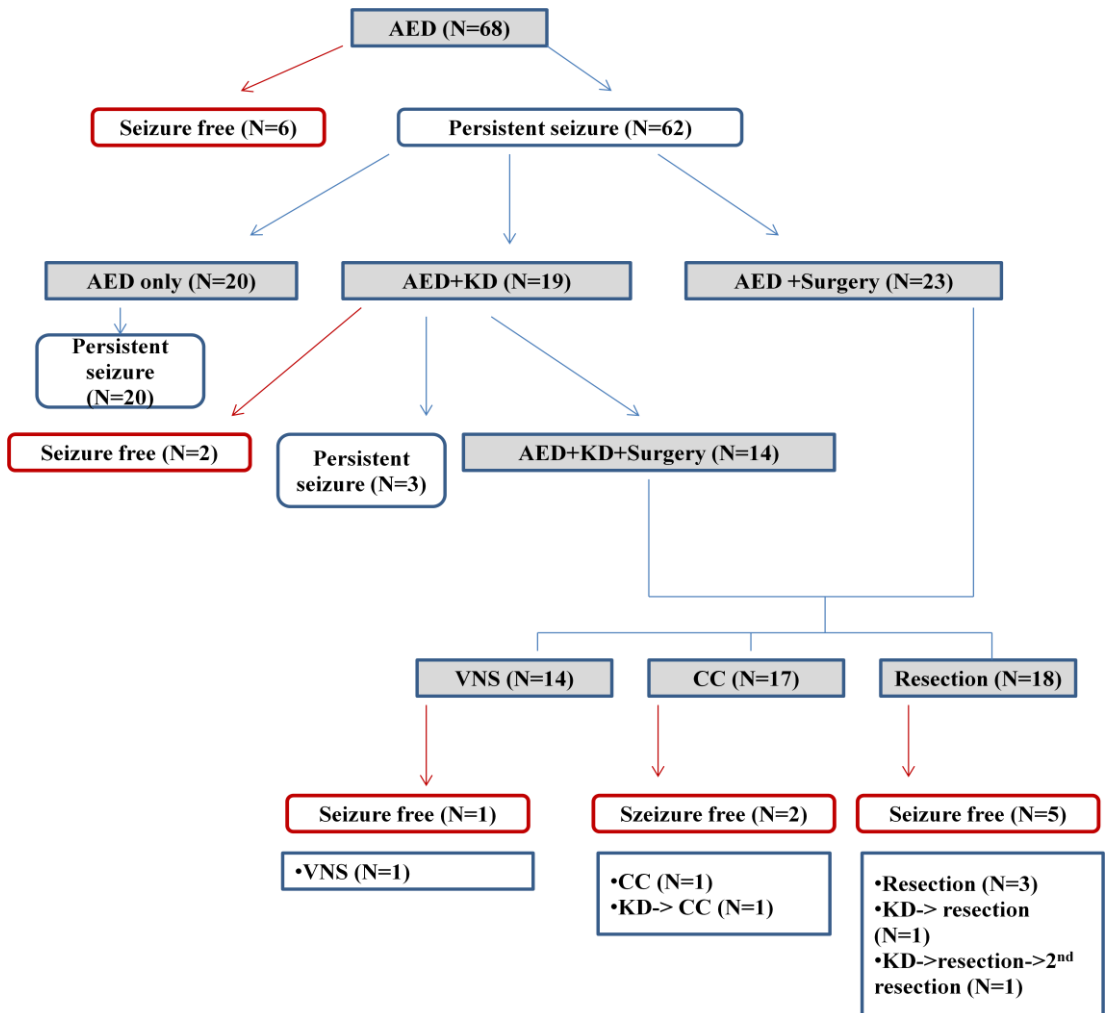 AED (N=68)
Seizure free (N=6)
Persistent seizure (N=62)
AED only (N=20)
AED+KD (N=19)
AED +Surgery (N=23)
Persistent
seizure
(N=20)
Seizure free (N=2)
Persistent
seizure (N=3)
AED+KD+Surgery (N=14)
VNS (N=14)
CC (N=17)
Resection (N=18)
Seizure free (N=1)
Szeizure free (N=2)
Seizure free (N=5)
•VNS (N=1)
•CC (N=1)
•KD-> CC (N=1)
•Resection (N=3)
•KD-> resection
(N=1)
•KD->resection->2nd
resection (N=1)